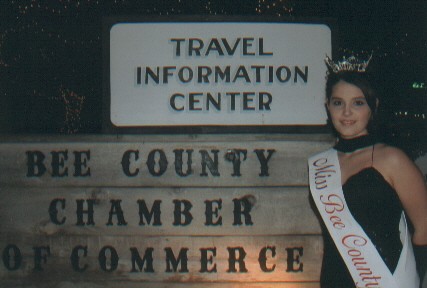 TRAVEL
INFORMATION
CENTER
BEE COUNTY
CHAMBER
OF COMMERCE
Miss Bee County